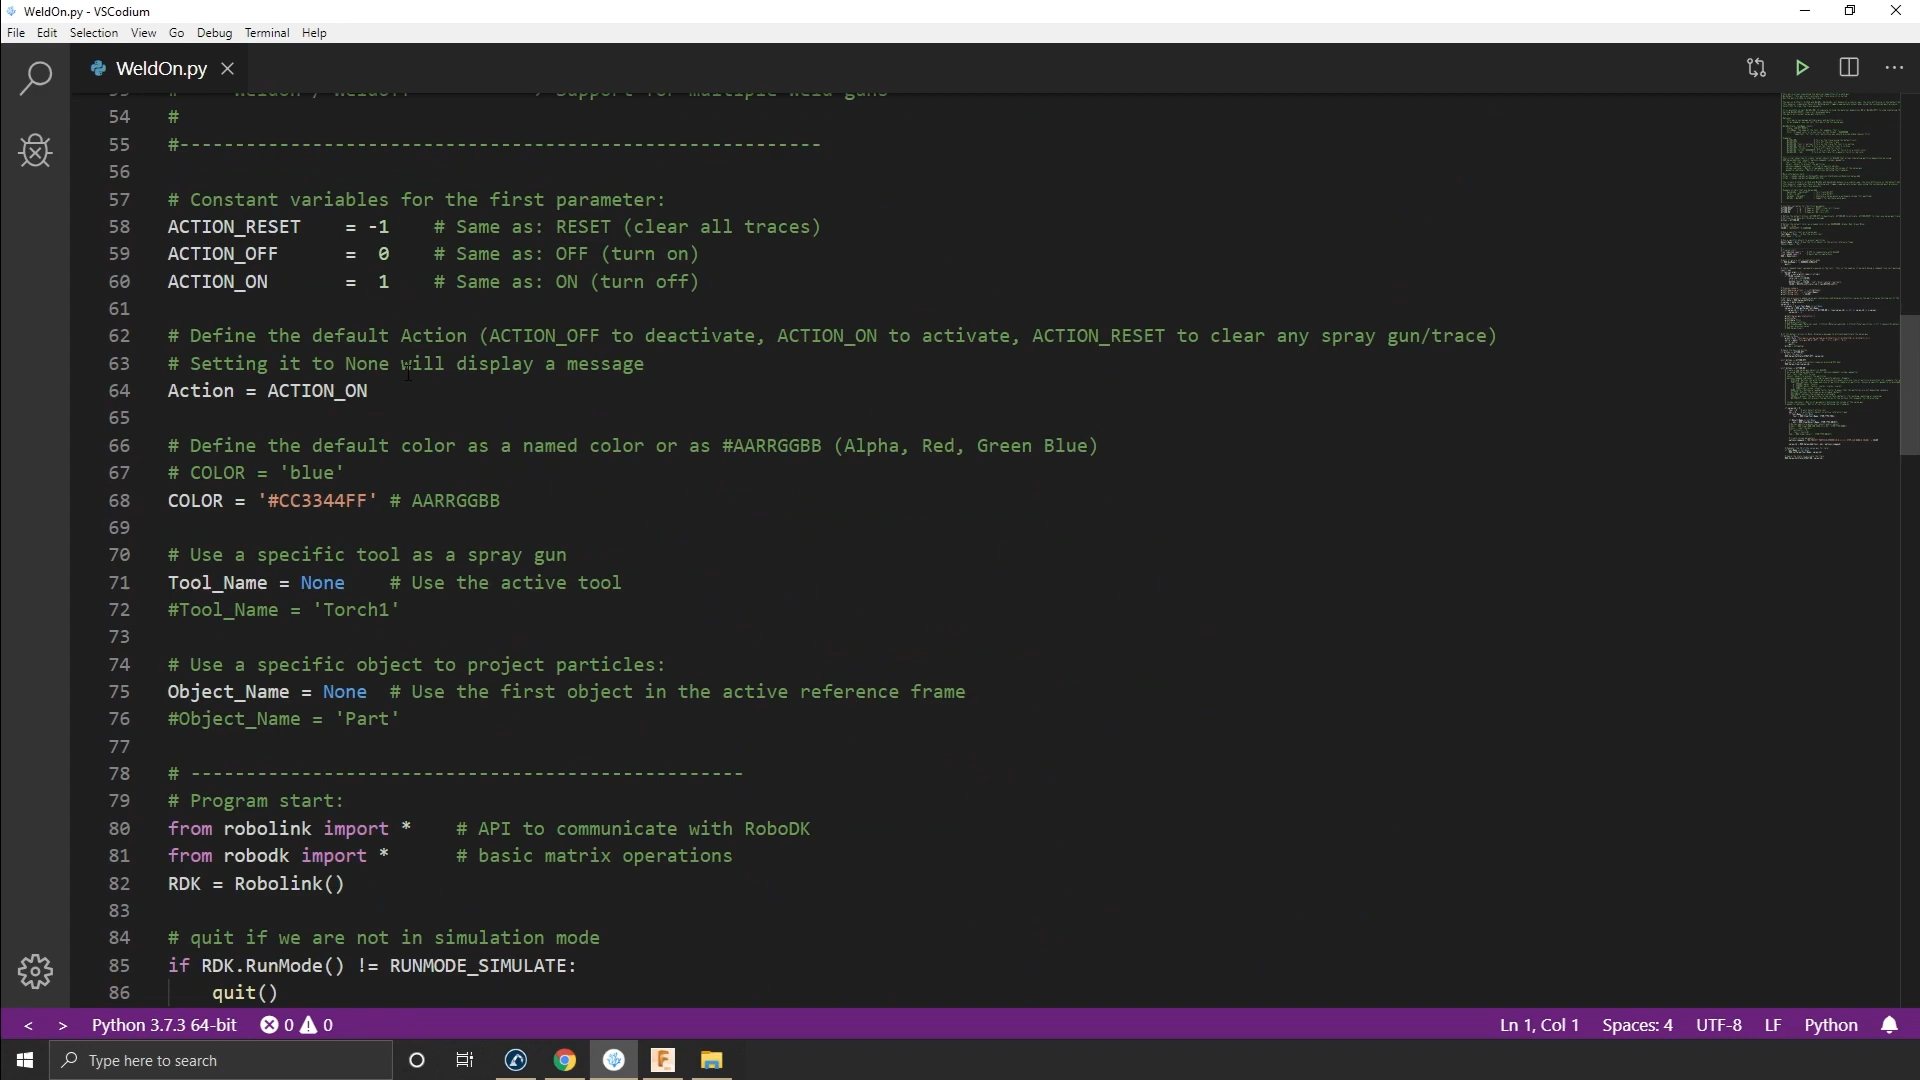 WeldOn.py - VSCodium
File Edit Selection View Go Debug Terminal Help
WeldOn.py
54 #
55 #----------------------------------------------------------
56
57 # Constant variables for the first parameter:
58 ACTION_RESET    = -1    # Same as: RESET (clear all traces)
59 ACTION_OFF      =  0    # Same as: OFF (turn on)
60 ACTION_ON       =  1    # Same as: ON (turn off)
61
62 # Define the default Action (ACTION_OFF to deactivate, ACTION_ON to activate, ACTION_RESET to clear any spray gun/trace)
63 # Setting it to None will display a message
64 Action = ACTION_ON
65
66 # Define the default color as a named color or as #AARRGGBB (Alpha, Red, Green Blue)
67 # COLOR = 'blue'
68 COLOR = '#CC3344FF' # AARRGGBB
69
70 # Use a specific tool as a spray gun
71 Tool_Name = None    # Use the active tool
72 #Tool_Name = 'Torch1'
73
74 # Use a specific object to project particles:
75 Object_Name = None  # Use the first object in the active reference frame
76 #Object_Name = 'Part'
77
78 # --------------------------------------------------
79 # Program start:
80 from robolink import *    # API to communicate with RoboDK
81 from robodk import *      # basic matrix operations
82 RDK = Robolink()
83
84 # quit if we are not in simulation mode
85 if RDK.RunMode() != RUNMODE_SIMULATE:
86     quit()
< > Python 3.7.3 64-bit 0 0 Ln 1, Col 1 Spaces: 4 UTF-8 LF Python
Type here to search